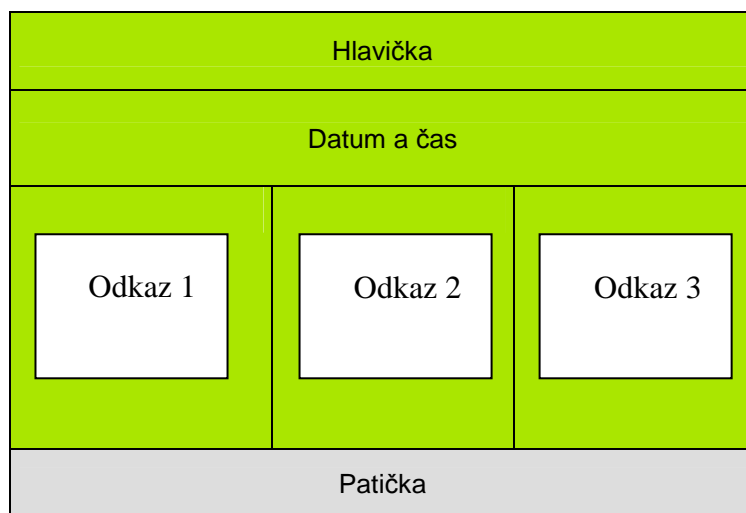 Hlavička
Datum a čas
Odkaz 1
Odkaz 2
Odkaz 3
Patička